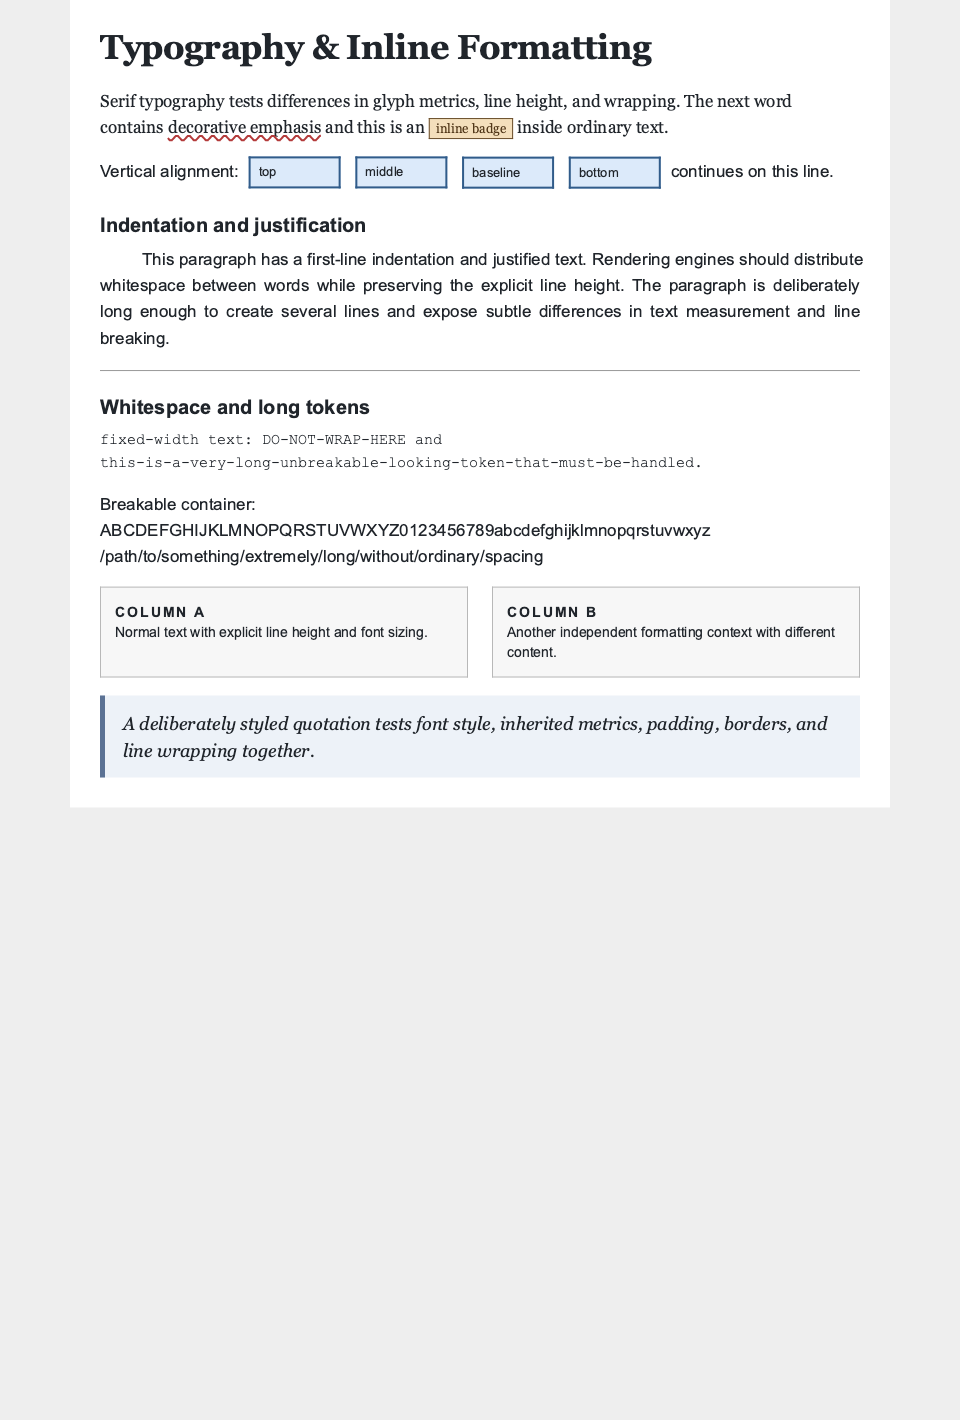 Typography & Inline Formatting
Serif typography tests differences in glyph metrics, line height, and wrapping. The next word
contains decorative emphasis and this is an inline badge inside ordinary text.
Vertical alignment: top middle baseline bottom continues on this line.
Indentation and justification
This paragraph has a first-line indentation and justified text. Rendering engines should distribute
whitespace between words while preserving the explicit line height. The paragraph is deliberately
long enough to create several lines and expose subtle differences in text measurement and line
breaking.
Whitespace and long tokens
fixed-width text: DO-NOT-WRAP-HERE and
this-is-a-very-long-unbreakable-looking-token-that-must-be-handled.
Breakable container:
ABCDEFGHIJKLMNOPQRSTUVWXYZ0123456789abcdefghijklmnopqrstuvwxyz
/path/to/something/extremely/long/without/ordinary/spacing
COLUMN A
Normal text with explicit line height and font sizing.
COLUMN B
Another independent formatting context with different
content.
A deliberately styled quotation tests font style, inherited metrics, padding, borders, and
line wrapping together.